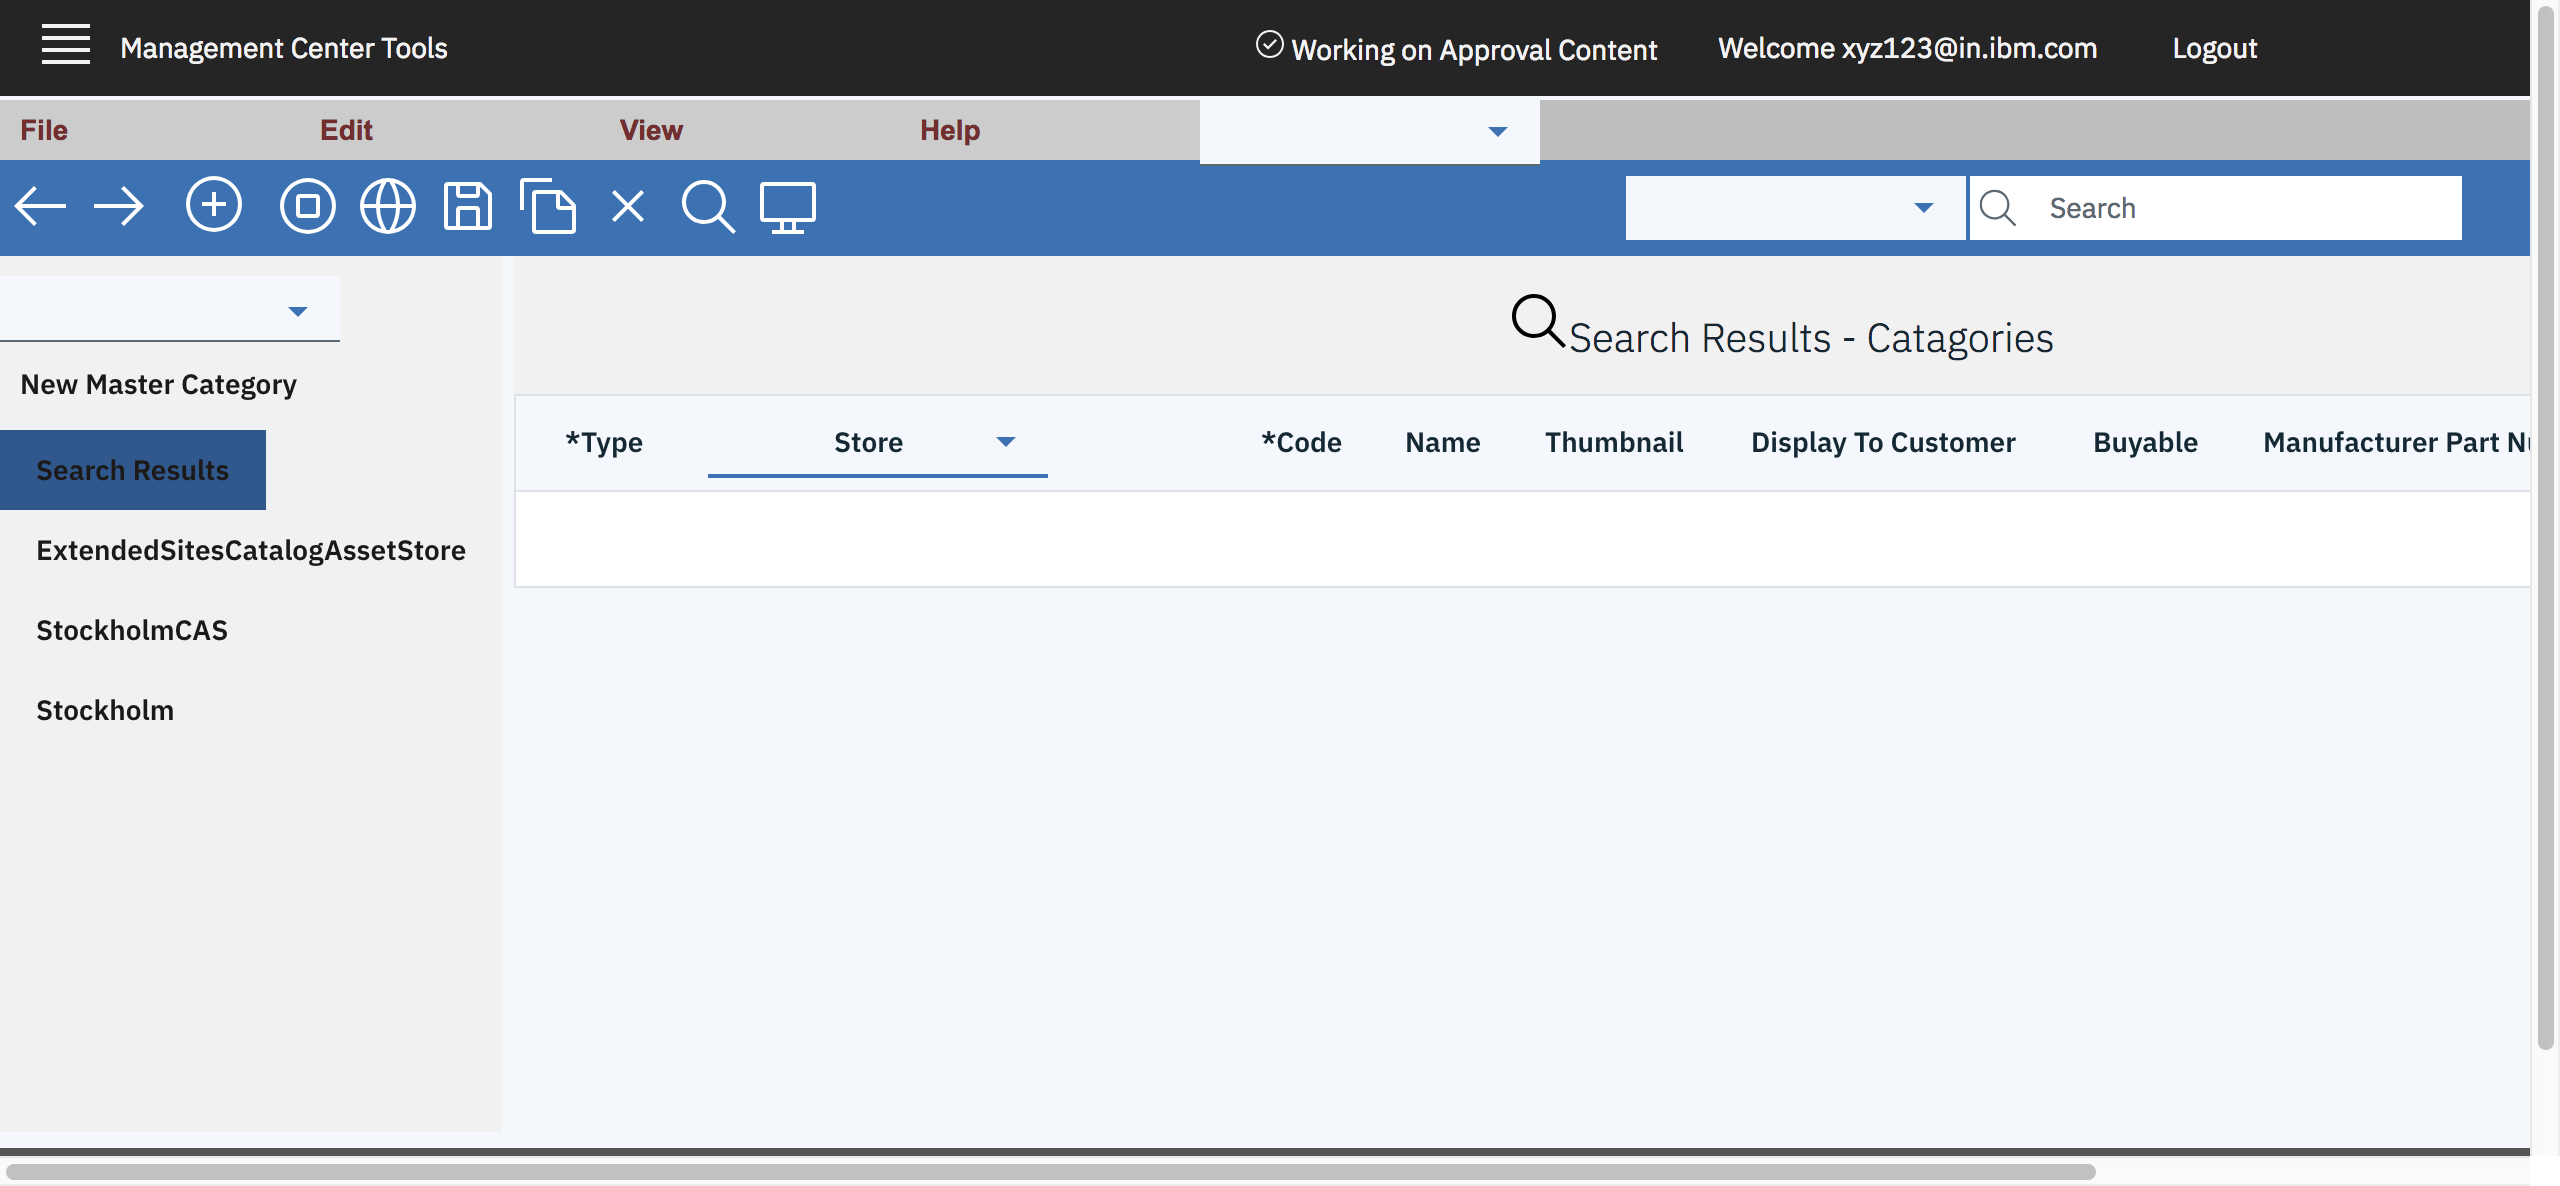 Management Center Tools
Working on Approval Content
Welcome xyz123@in.ibm.com
Logout
File Edit View Help
Search
Search Results - Catagories
New Master Category
Search Results
ExtendedSitesCatalogAssetStore
StockholmCAS
Stockholm
*Type Store *Code Name Thumbnail Display To Customer Buyable Manufacturer Part